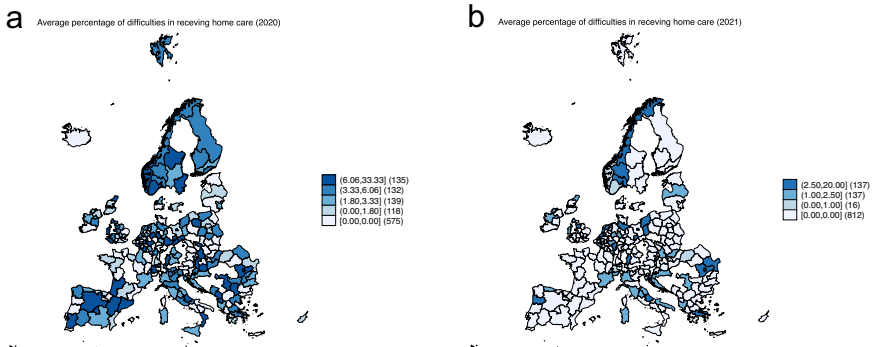 a
Average percentage of difficulties in receving home care (2020)
(6.06,33.33] (135)
(3.33,6.06] (132)
(1.80,3.33] (139)
(0.00,1.80] (118)
[0.00,0.00] (575)
b
Average percentage of difficulties in receving home care (2021)
(2.50,20.00] (137)
(1.00,2.50] (137)
(0.00,1.00] (16)
[0.00,0.00] (812)